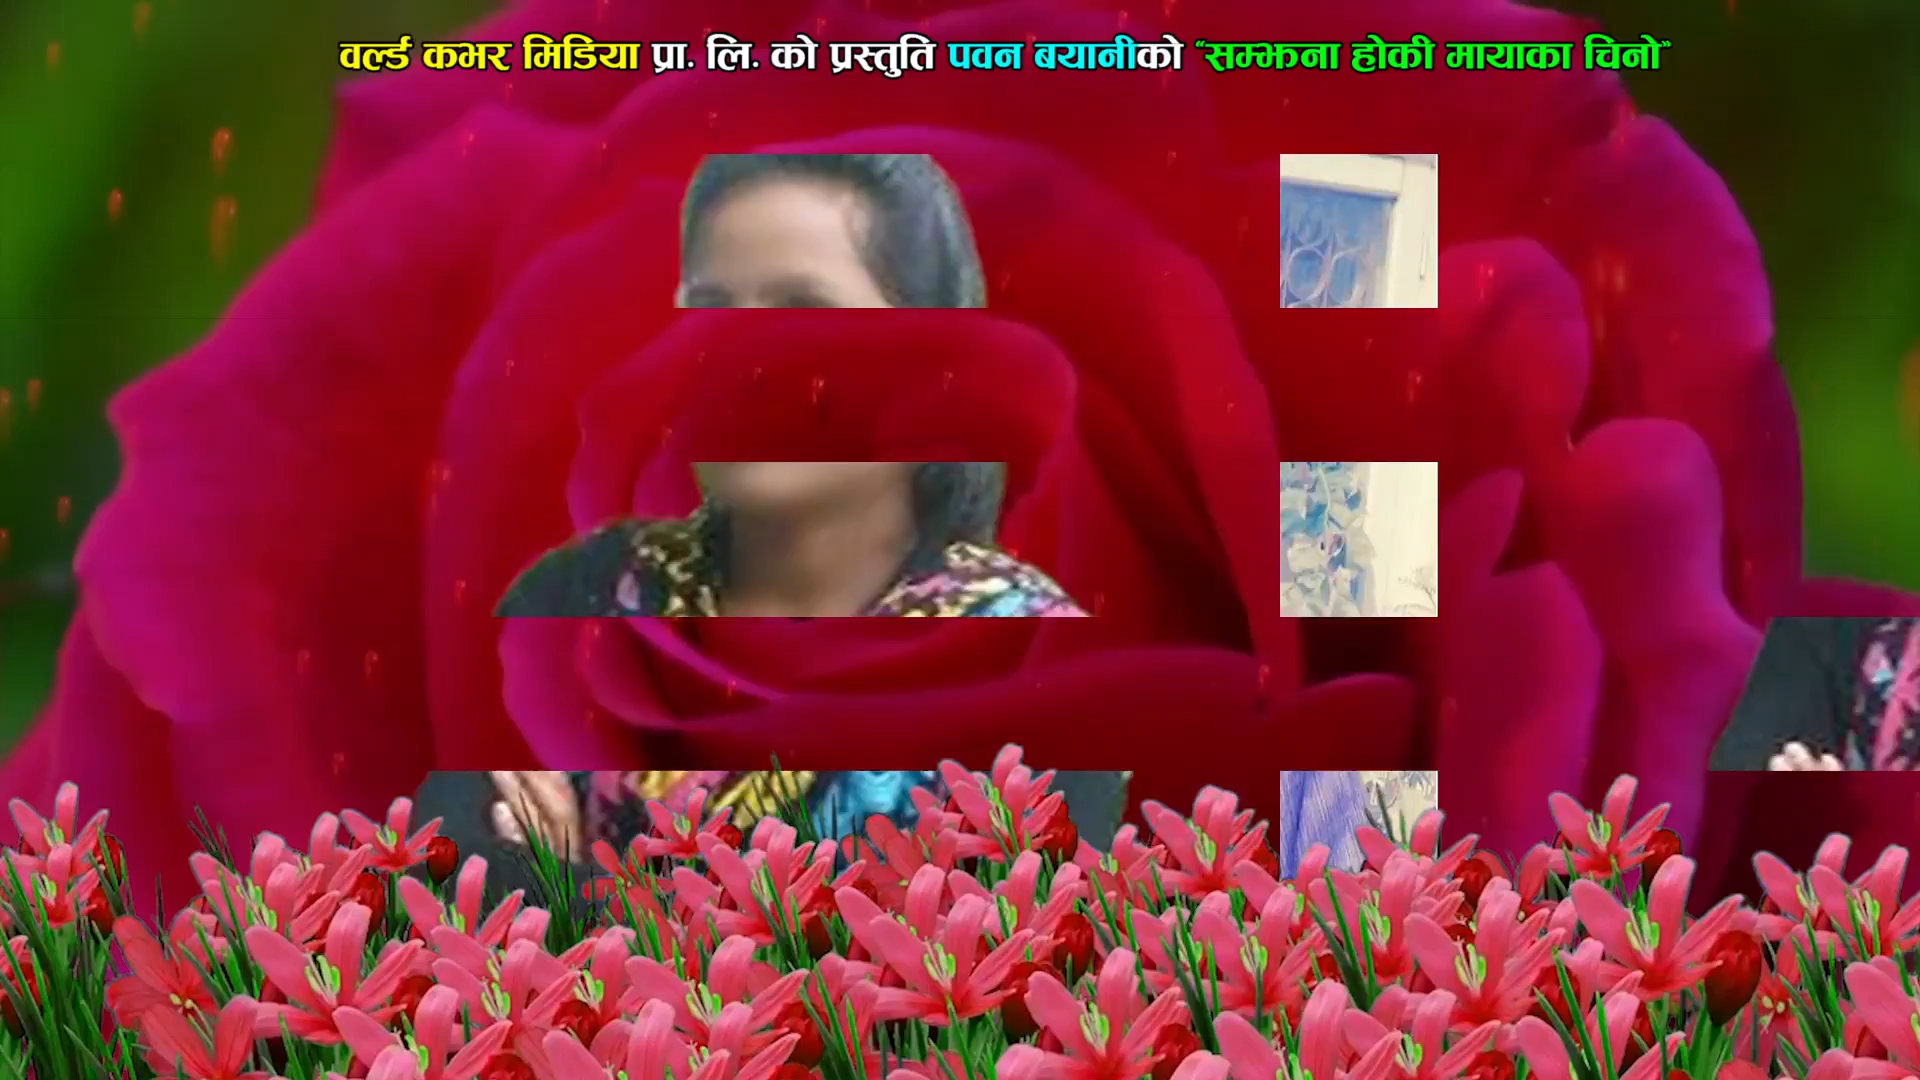 वर्ल्ड कभर मिडिया प्रा. लि. को प्रस्तुति पवन बयानीको “सम्झना होकी मायाका चिनो”